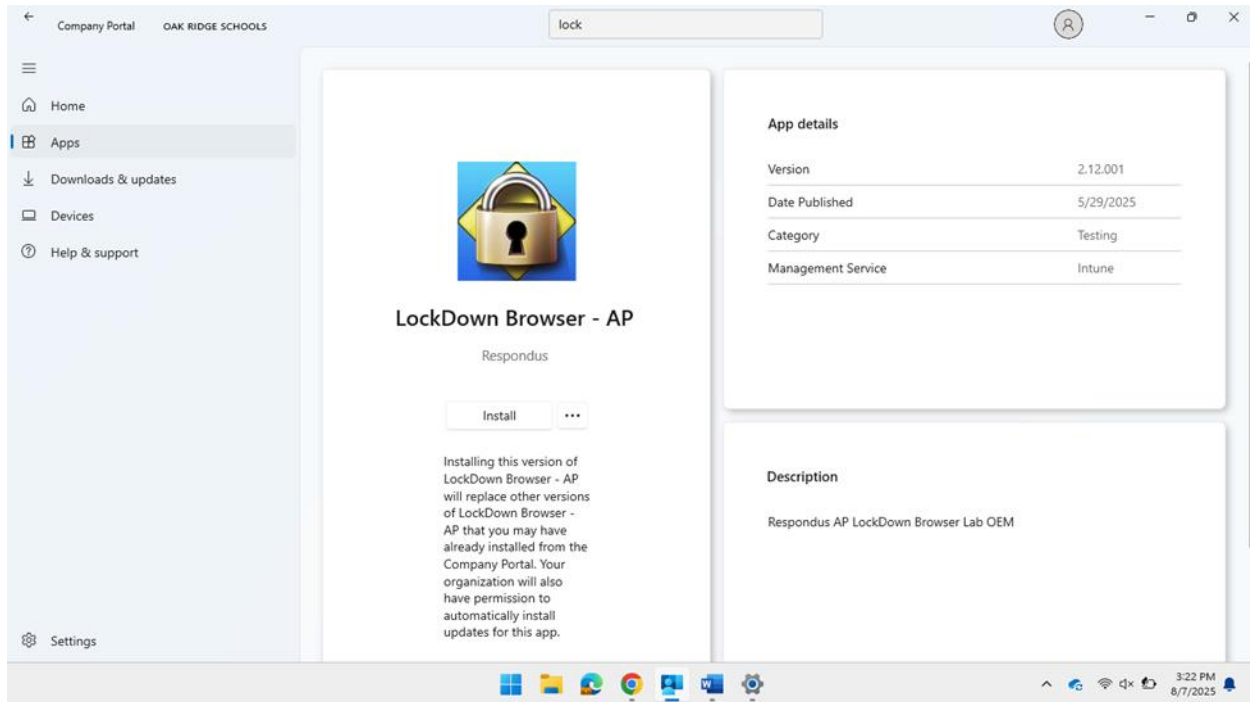 Company Portal OAK RIDGE SCHOOLS
lock
Home
Apps
Downloads & updates
Devices
Help & support
Settings
LockDown Browser - AP
Respondus
Install
Installing this version of
LockDown Browser - AP
will replace other versions
of LockDown Browser -
AP that you may have
already installed from the
Company Portal. Your
organization will also
have permission to
automatically install
updates for this app.
App details
Version 2.12.001
Date Published 5/29/2025
Category Testing
Management Service Intune
Description
Respondus AP LockDown Browser Lab OEM
3:22 PM
8/7/2025